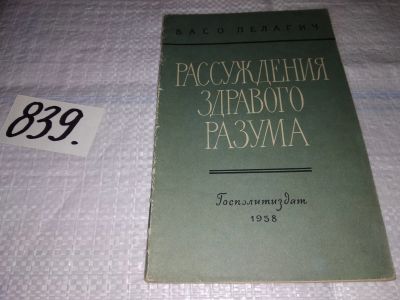 839.
ВАСО ПЕЛАГИЧ
РАССУЖДЕНИЯ
ЗДРАВОГО
РАЗУМА
Госполитиздат
1958